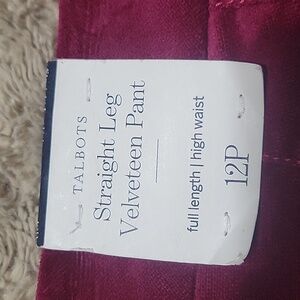 TALBOTS
Straight Leg
Velveteen Pant
full length | high waist
12P